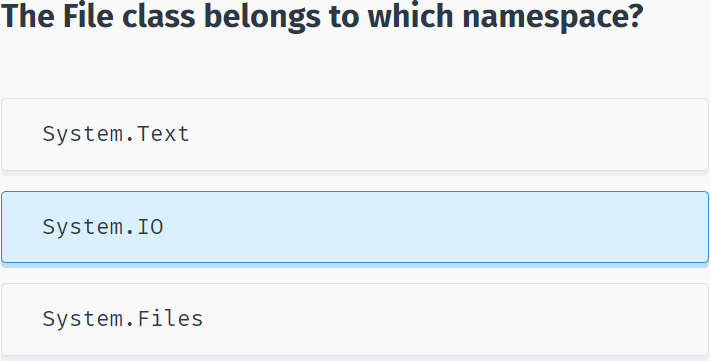 The File class belongs to which namespace?
System.Text
System.IO
System.Files